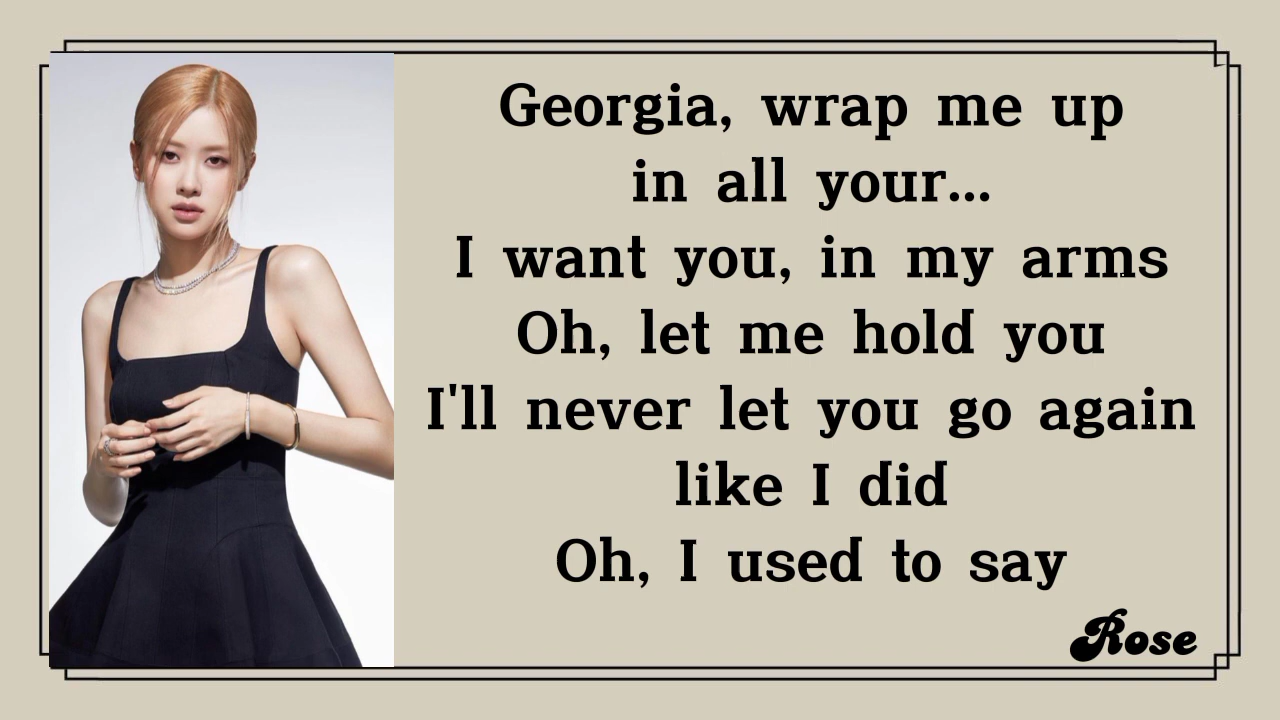 Georgia, wrap me up
in all your...
I want you, in my arms
Oh, let me hold you
I'll never let you go again
like I did
Oh, I used to say
Rose